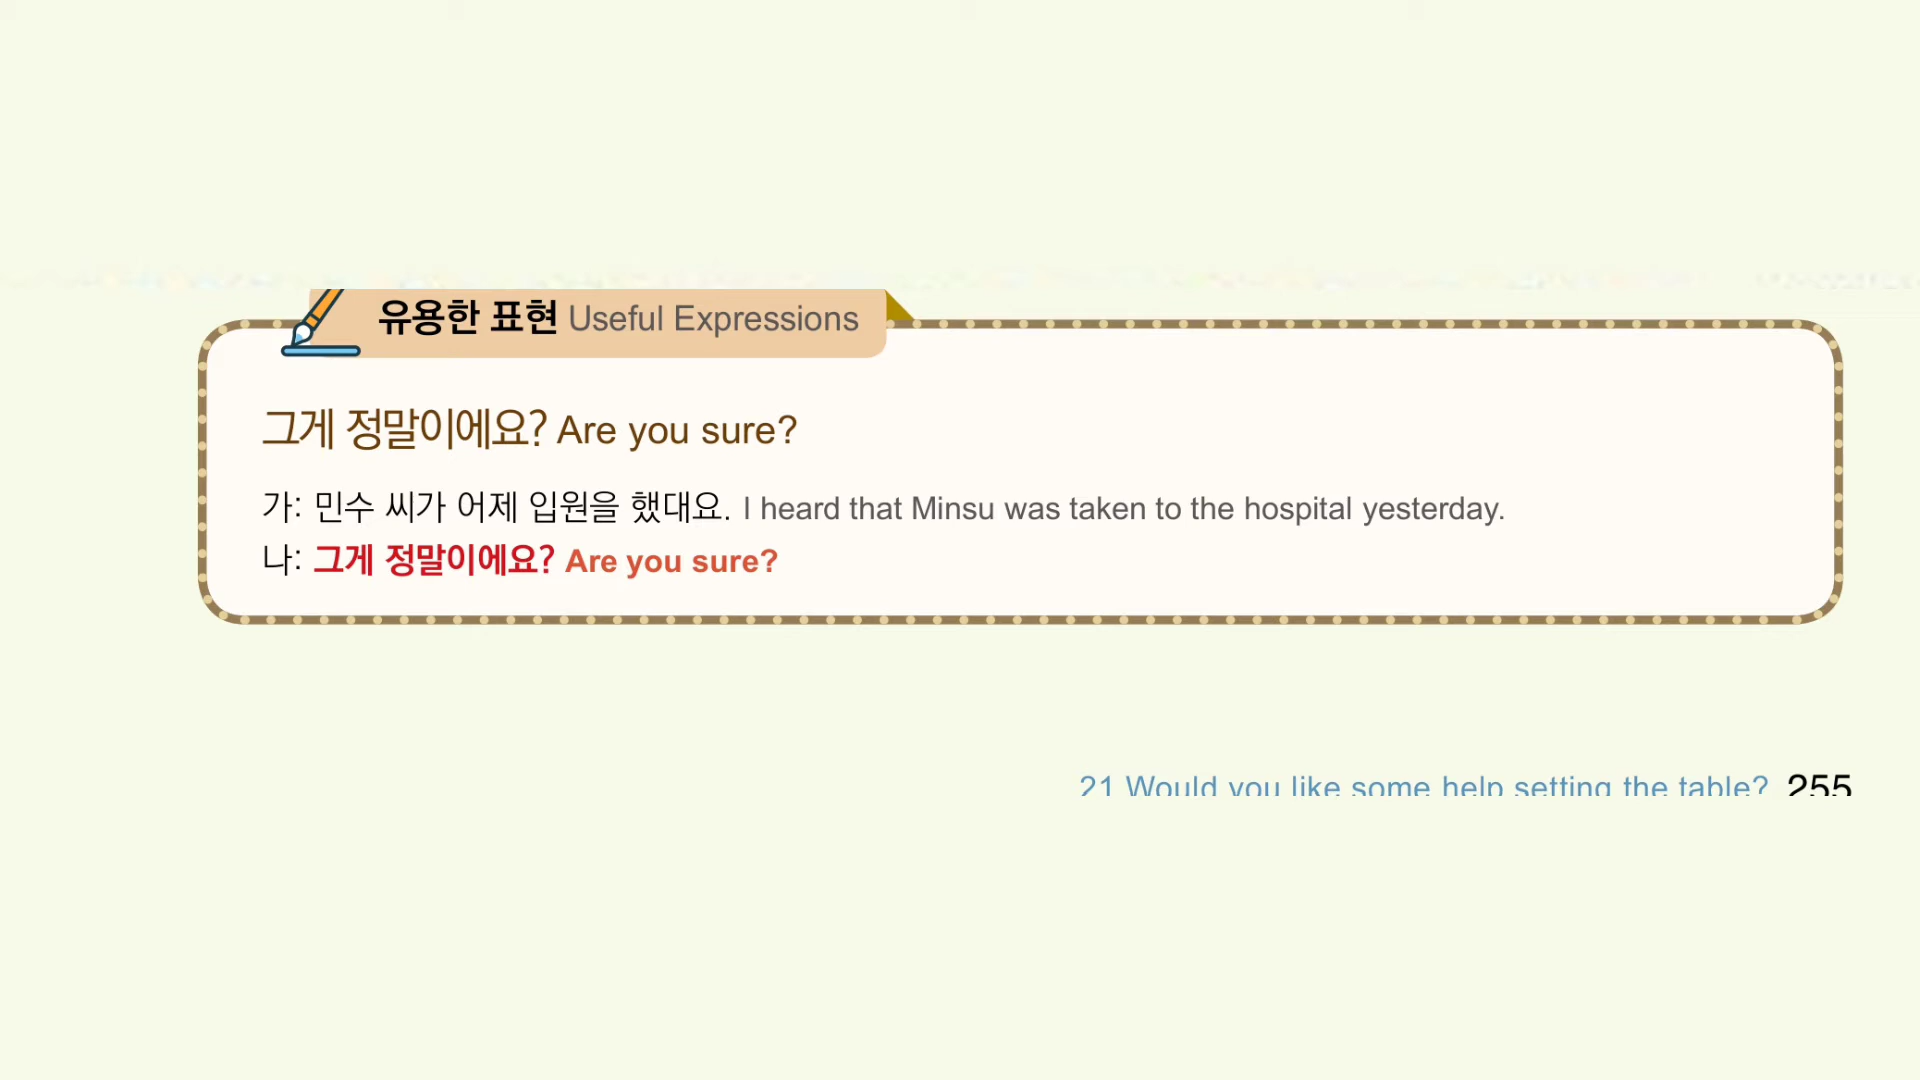 유용한 표현 Useful Expressions
그게 정말이에요? Are you sure?
가: 민수 씨가 어제 입원을 했대요. I heard that Minsu was taken to the hospital yesterday.
나: 그게 정말이에요? Are you sure?
21 Would you like some help setting the table? 255